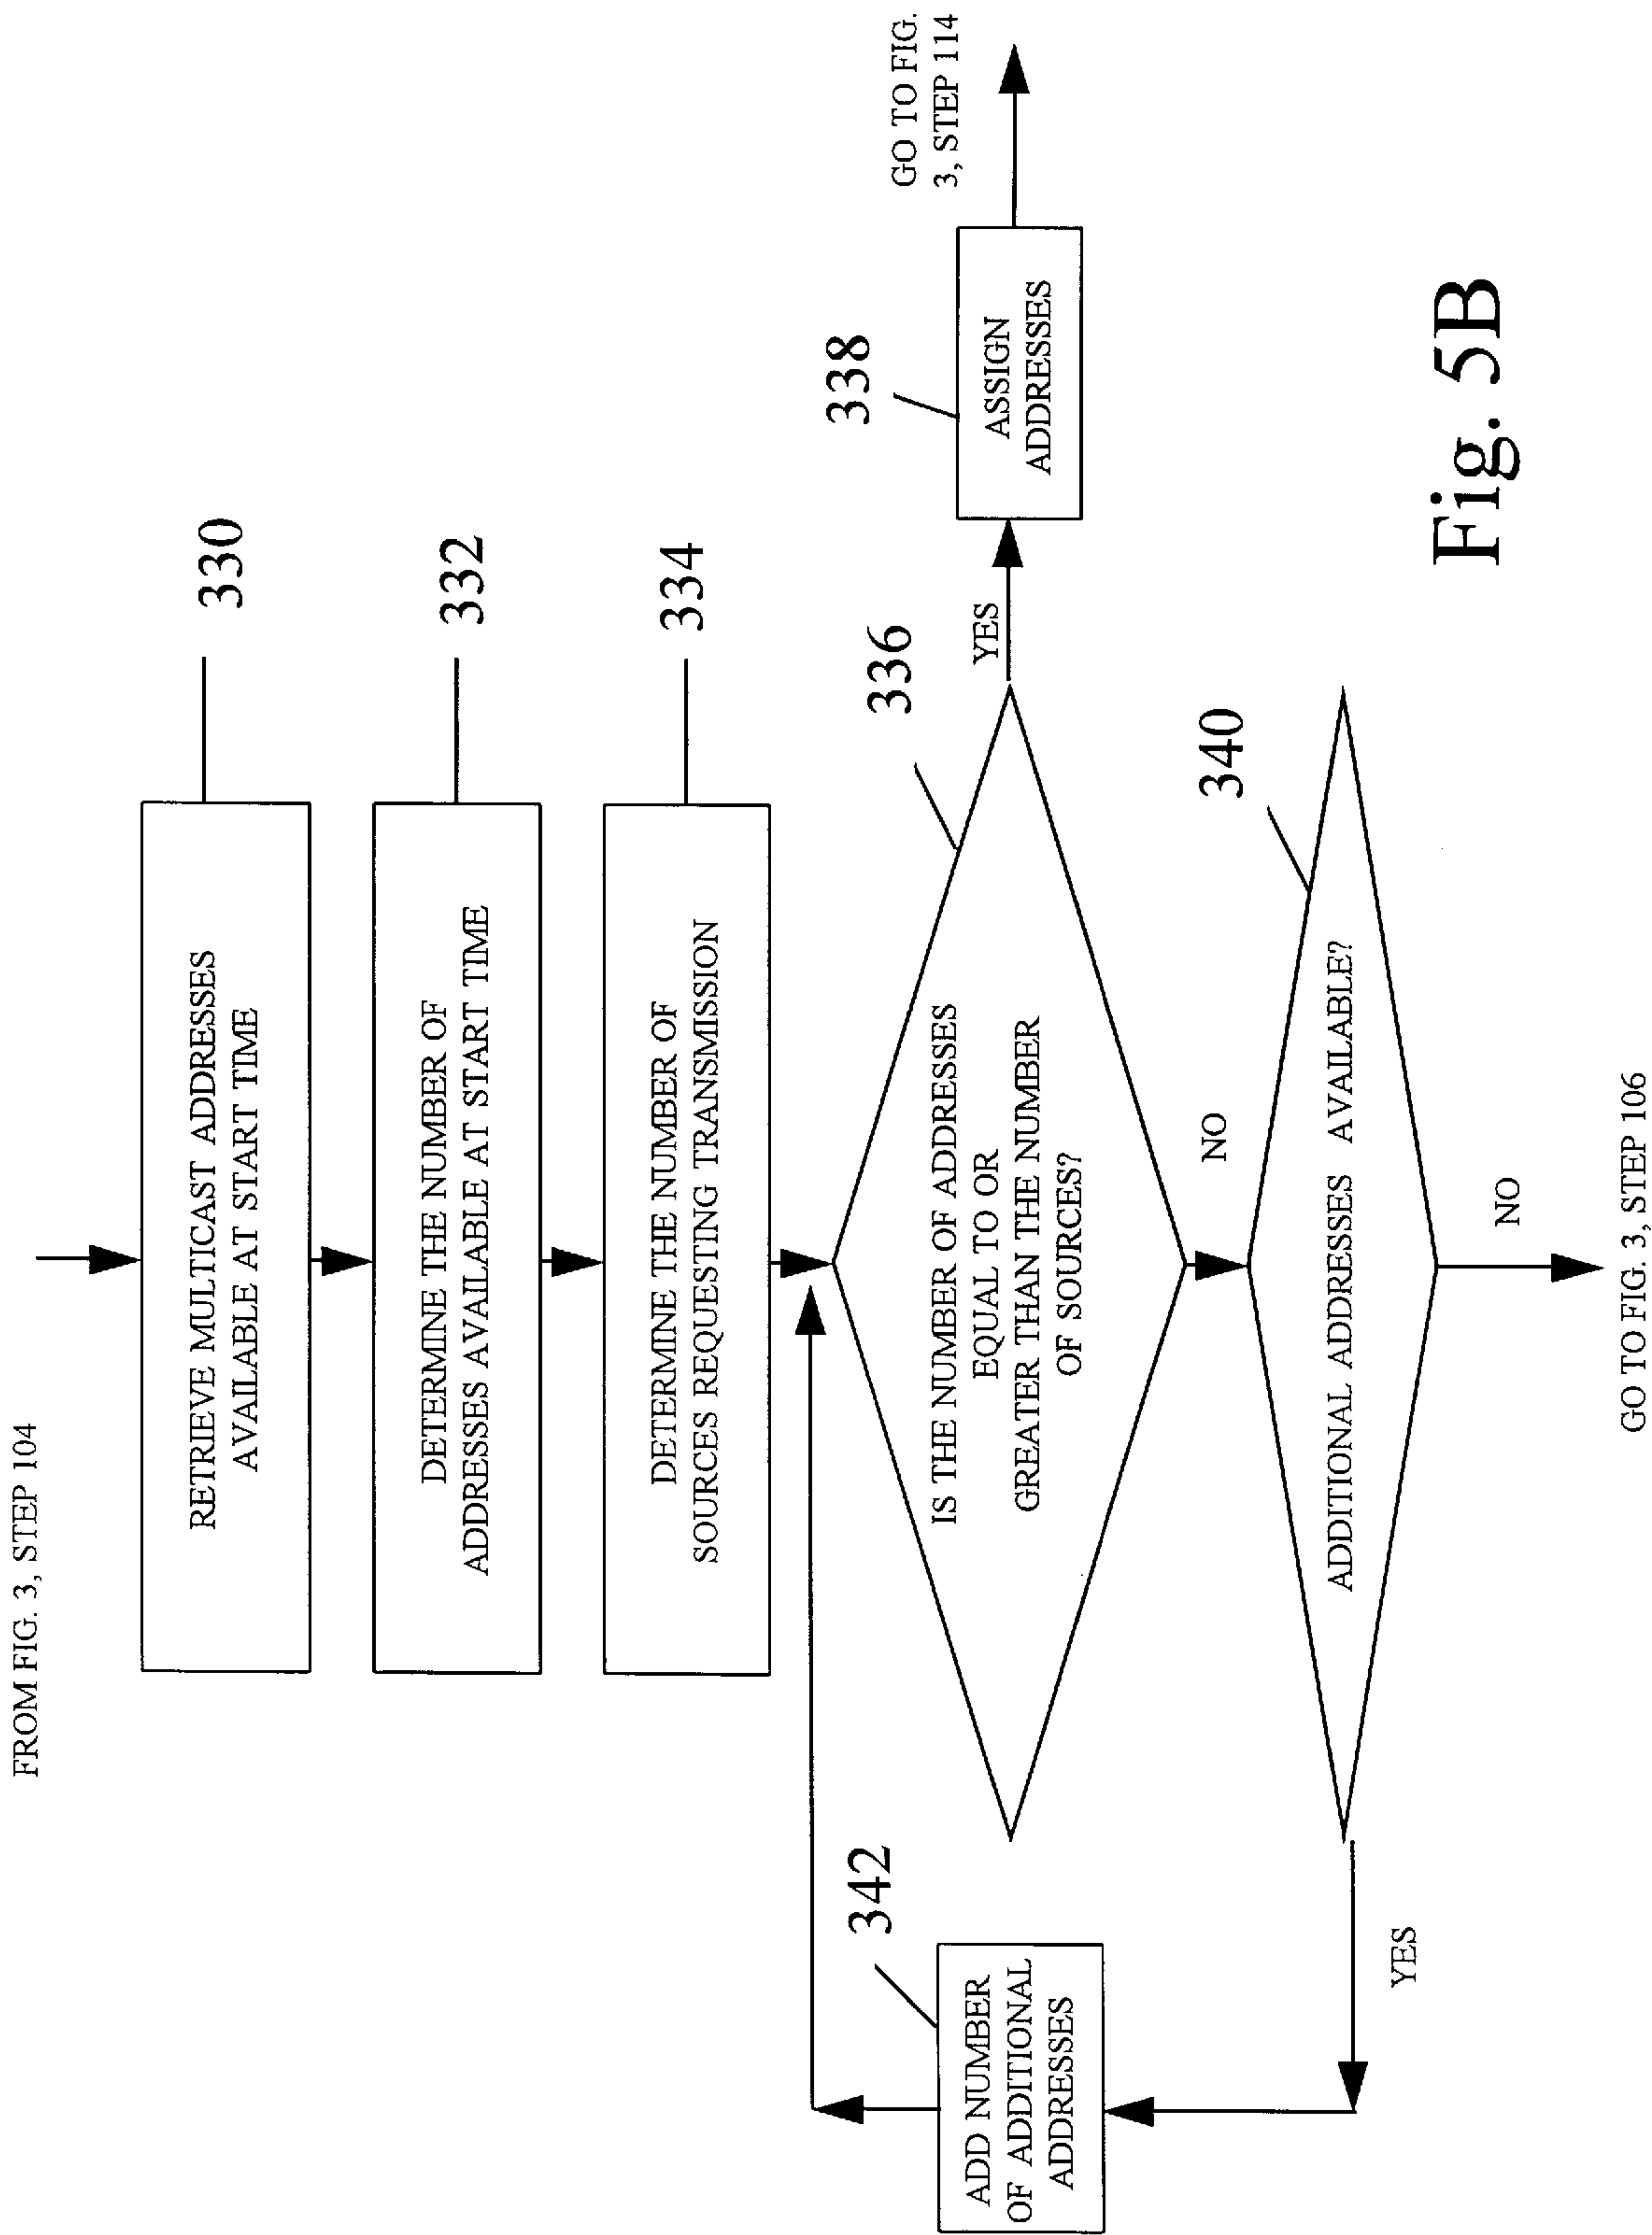 FROM FIG. 3, STEP 104
RETRIEVE MULTICAST ADDRESSES
AVAILABLE AT START TIME
330
DETERMINE THE NUMBER OF
ADDRESSES AVAILABLE AT START TIME
332
DETERMINE THE NUMBER OF
SOURCES REQUESTING TRANSMISSION
334
IS THE NUMBER OF ADDRESSES
EQUAL TO OR
GREATER THAN THE NUMBER
OF SOURCES?
336
YES
338
ASSIGN
ADDRESSES
GO TO FIG.
3, STEP 114
NO
ADDITIONAL ADDRESSES AVAILABLE?
340
YES
342
ADD NUMBER
OF ADDITIONAL
ADDRESSES
NO
GO TO FIG. 3, STEP 106
Fig. 5B